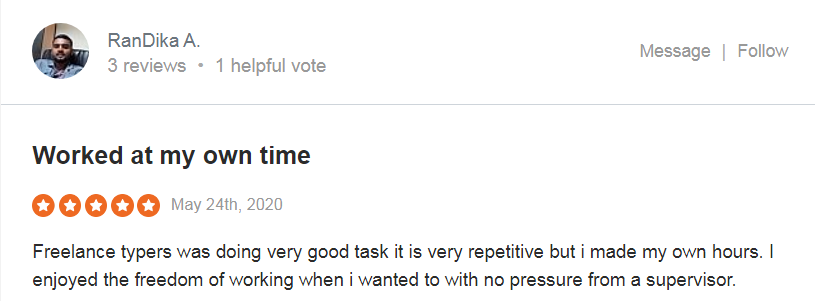 RanDika A.
3 reviews • 1 helpful vote
Message | Follow
Worked at my own time
May 24th, 2020
Freelance typers was doing very good task it is very repetitive but i made my own hours. I
enjoyed the freedom of working when i wanted to with no pressure from a supervisor.